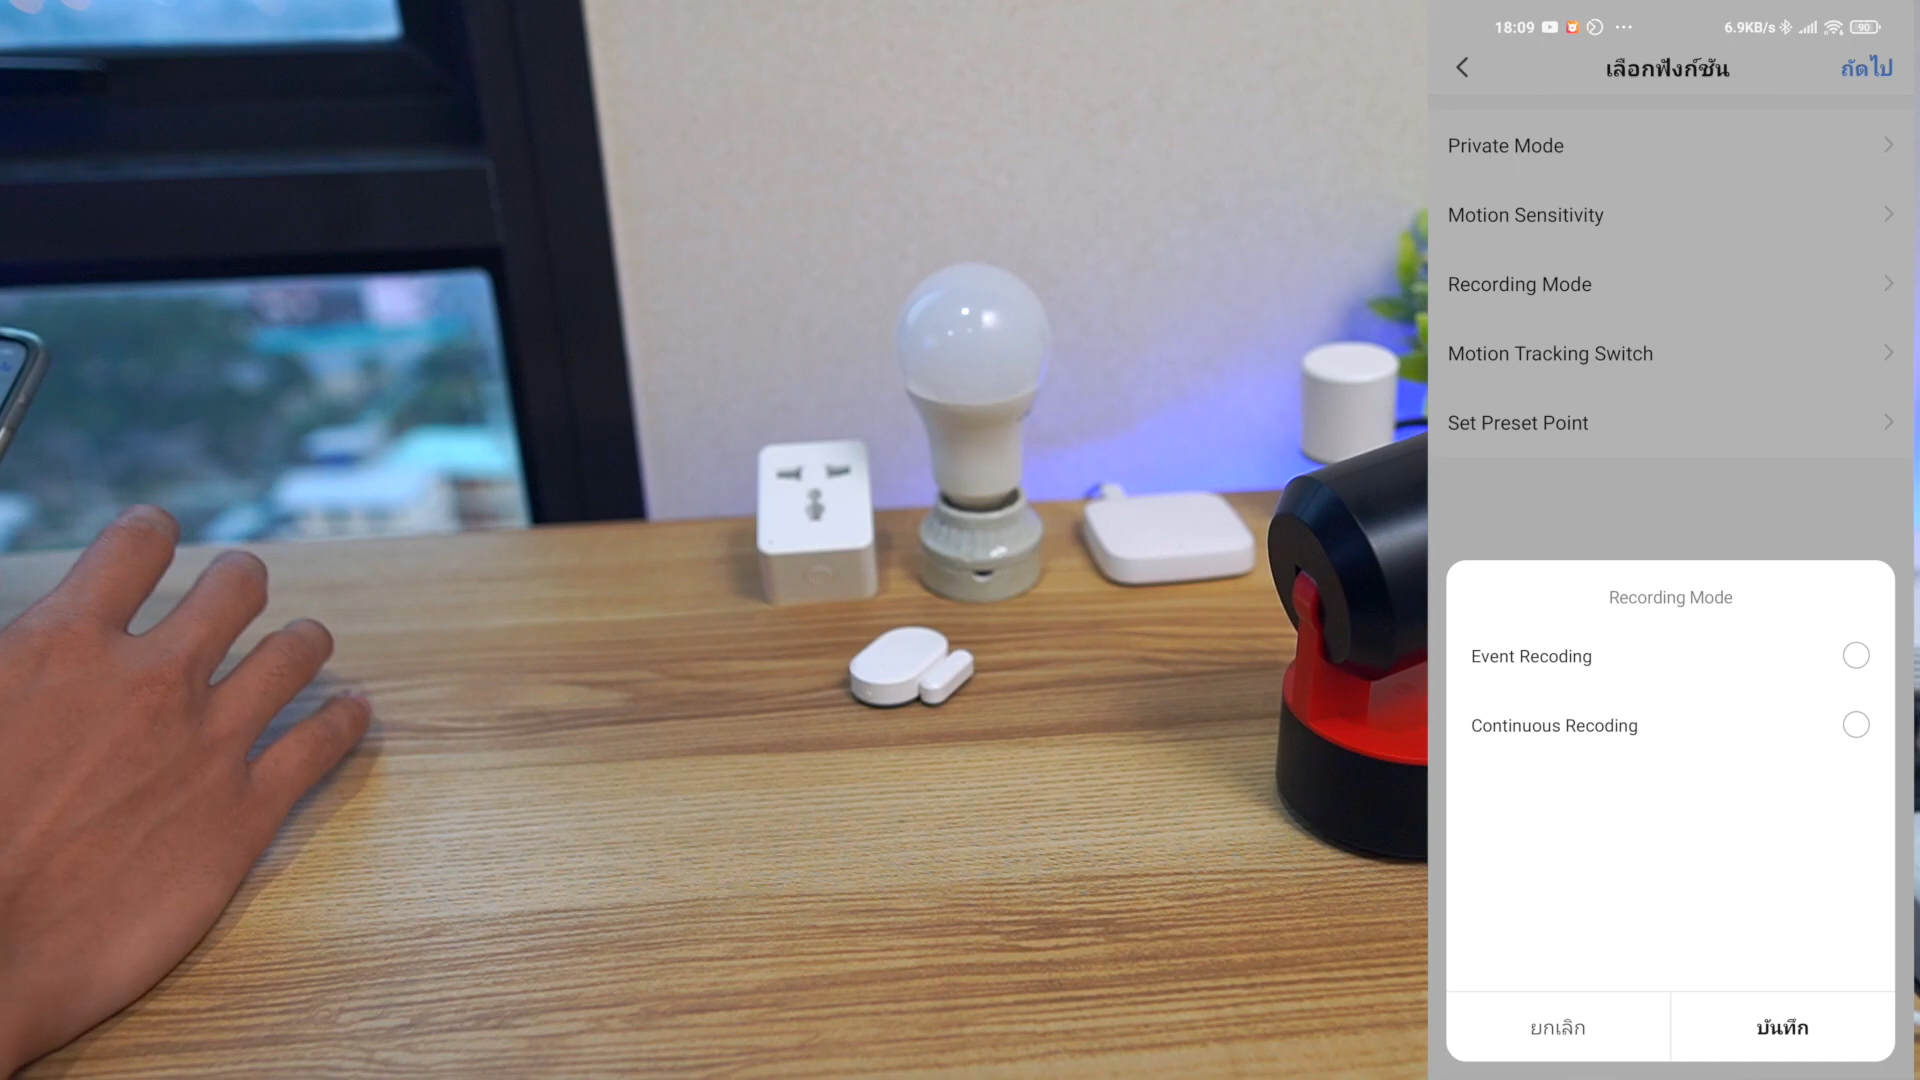 18:09 ... 6.9KB/s 90
เลือกฟังก์ชัน ถัดไป
Private Mode
Motion Sensitivity
Recording Mode
Motion Tracking Switch
Set Preset Point
Recording Mode
Event Recoding
Continuous Recoding
ยกเลิก บันทึก